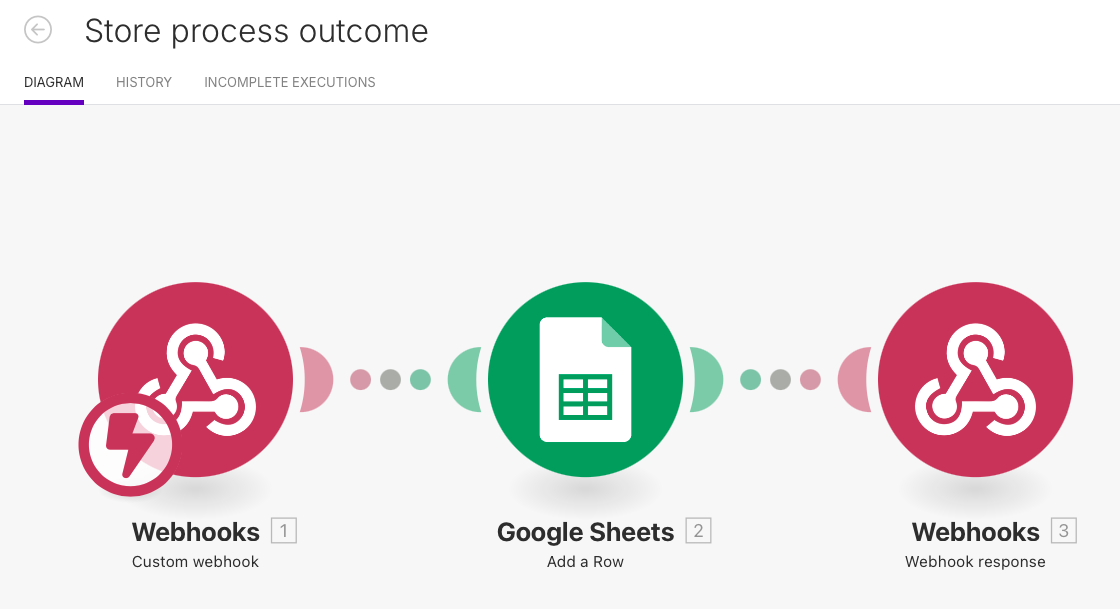 Store process outcome
DIAGRAM HISTORY INCOMPLETE EXECUTIONS
Webhooks 1
Custom webhook
Google Sheets 2
Add a Row
Webhooks 3
Webhook response